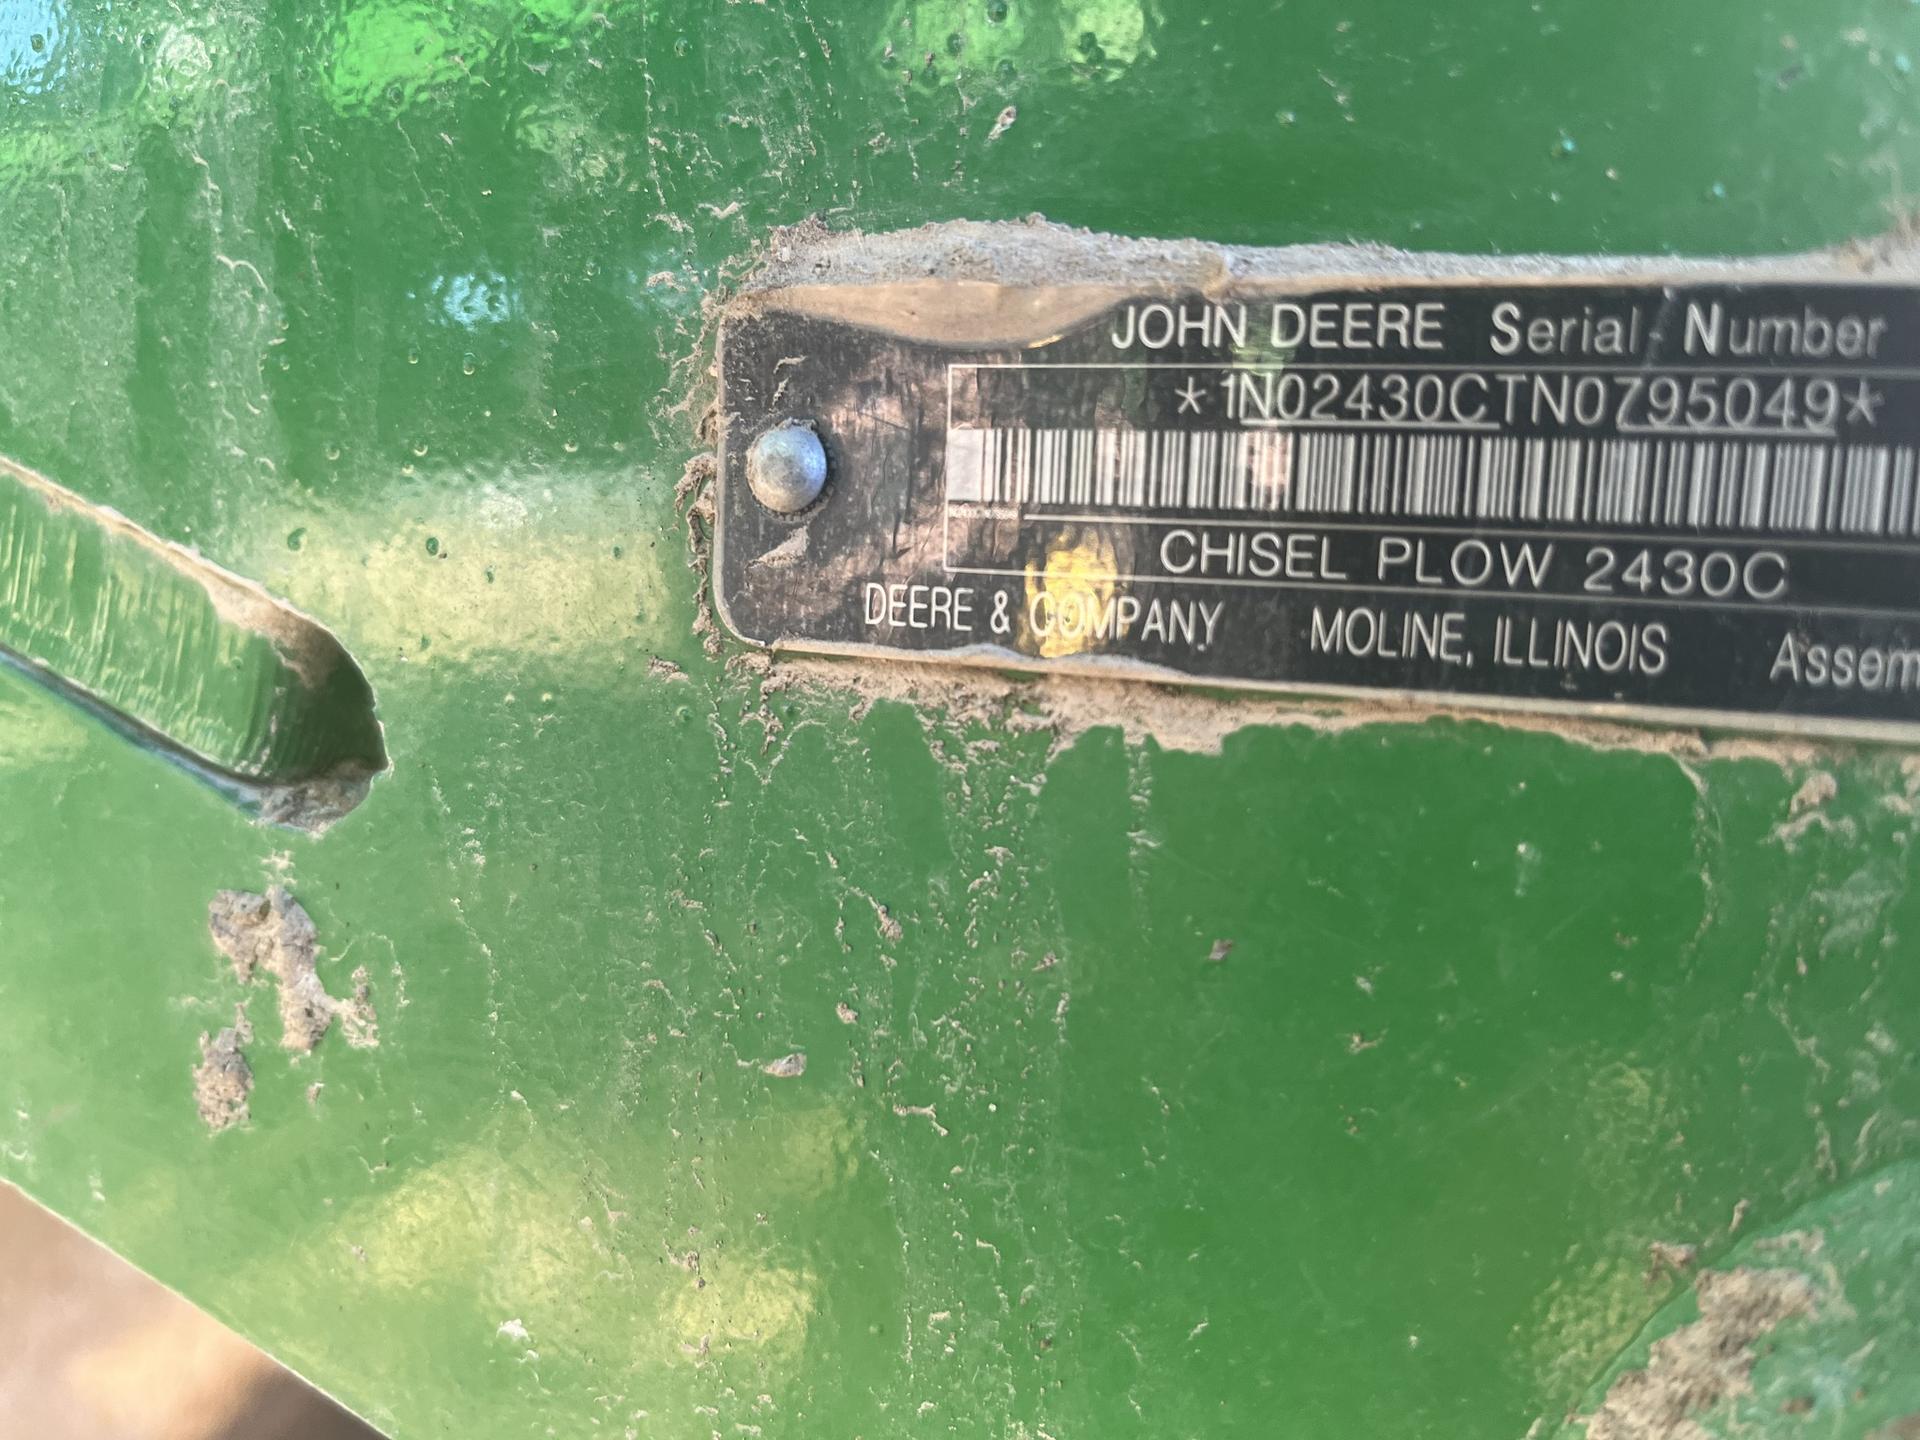 JOHN DEERE Serial Number
*1N02430CTN0795049*
CHISEL PLOW 2430C
DEERE & COMPANY MOLINE, ILLINOIS Assem